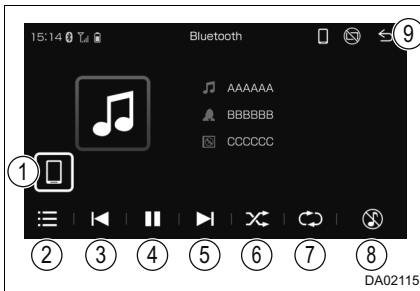 15:14 Bluetooth 9
AAAAAA
BBBBBB
CCCCCC
1
2 3 4 5 6 7 8
DA02115